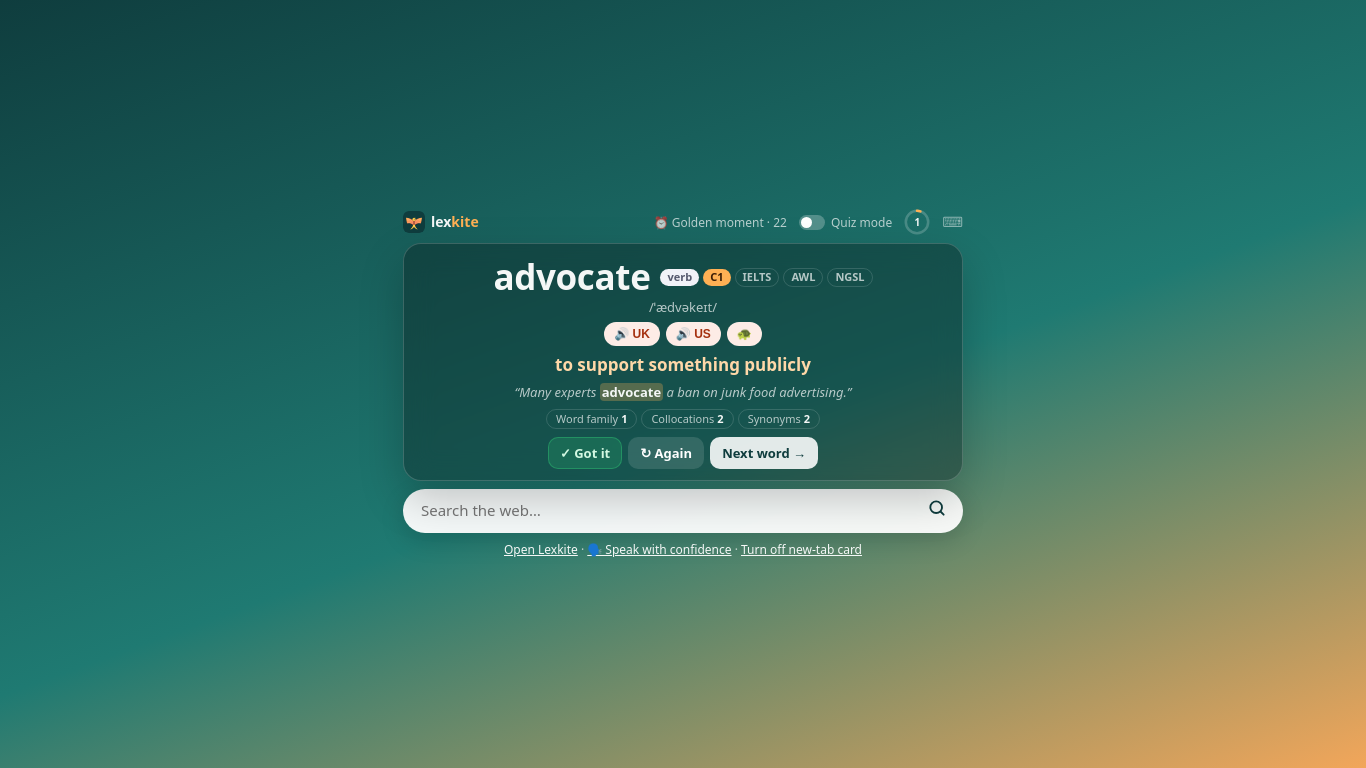 lexkite
⏰ Golden moment · 22 Quiz mode 1
advocate verb C1 IELTS AWL NGSL
/ˈædvəkeɪt/
UK US
to support something publicly
“Many experts advocate a ban on junk food advertising.”
Word family 1 Collocations 2 Synonyms 2
✓ Got it ↻ Again Next word →
Search the web...
Open Lexkite · 🗣 Speak with confidence · Turn off new-tab card